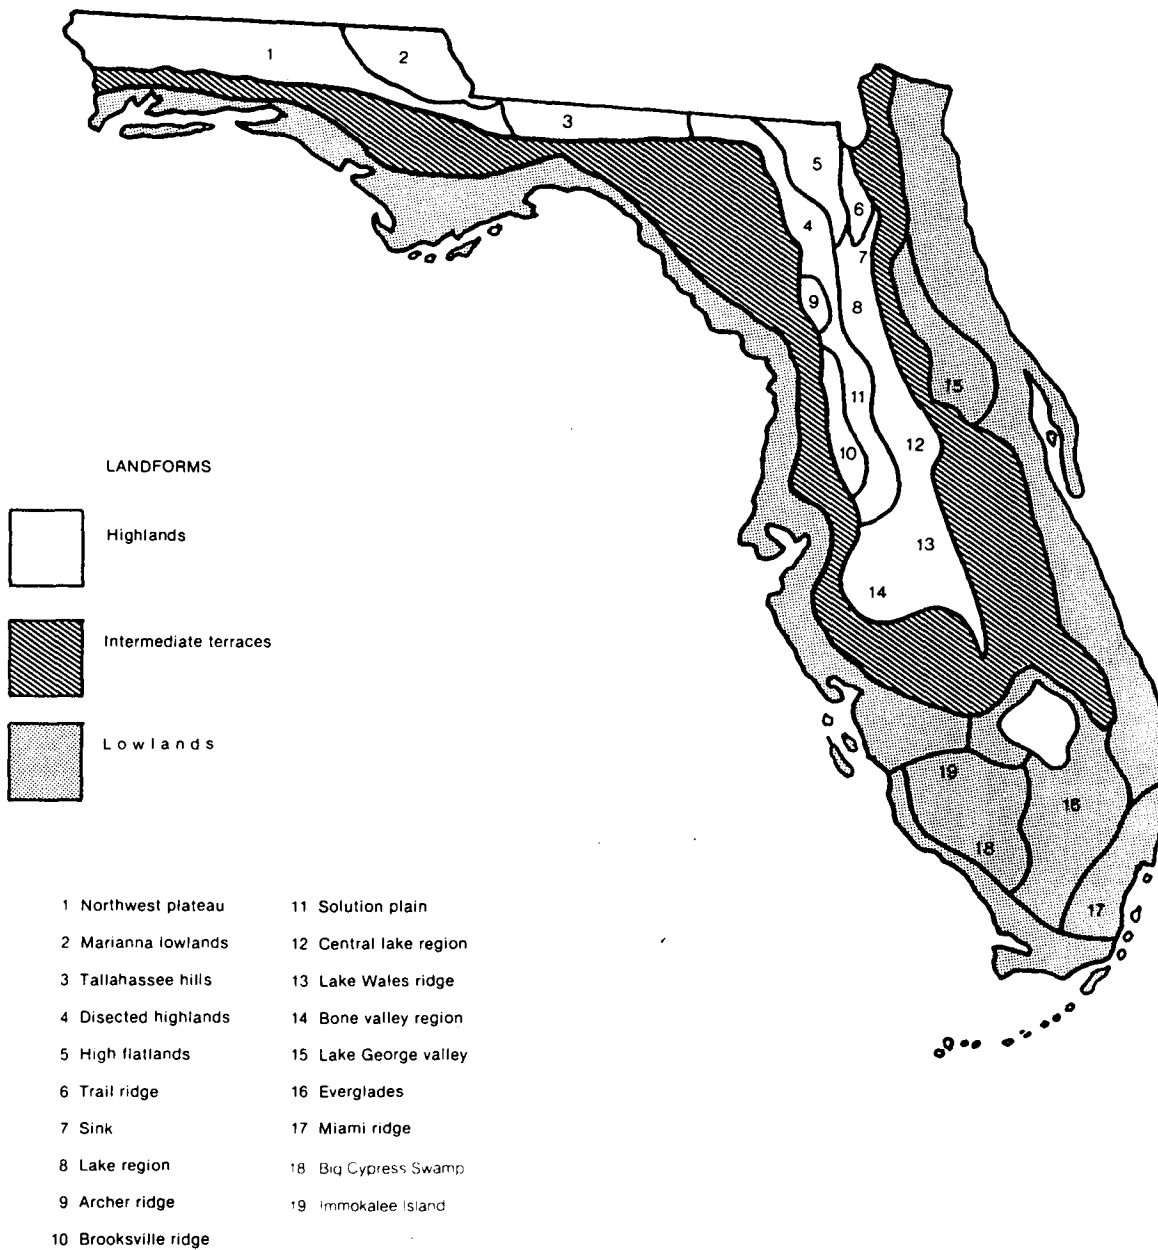 1
2
3
5
6
4
7
9
8
15
11
12
10
13
14
19
16
18
17
LANDFORMS
Highlands
Intermediate terraces
Lowlands
1 Northwest plateau
2 Marianna lowlands
3 Tallahassee hills
4 Disected highlands
5 High flatlands
6 Trail ridge
7 Sink
8 Lake region
9 Archer ridge
10 Brooksville ridge
11 Solution plain
12 Central lake region
13 Lake Wales ridge
14 Bone valley region
15 Lake George valley
16 Everglades
17 Miami ridge
18 Big Cypress Swamp
19 Immokalee Island